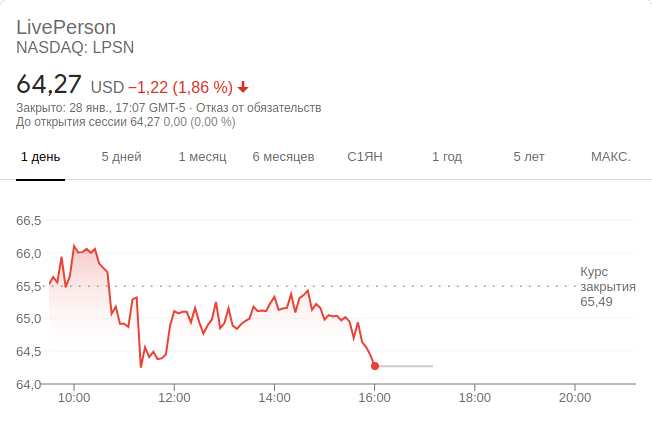 LivePerson
NASDAQ: LPSN
64,27 USD −1,22 (1,86 %)
Закрыто: 28 янв., 17:07 GMT-5 · Отказ от обязательств
До открытия сессии 64,27 0,00 (0,00 %)
1 день 5 дней 1 месяц 6 месяцев С1ЯН 1 год 5 лет МАКС.
66,5
66,0
Курс
65,5 закрытия
65,49
65,0
64,5
64,0
10:00 12:00 14:00 16:00 18:00 20:00